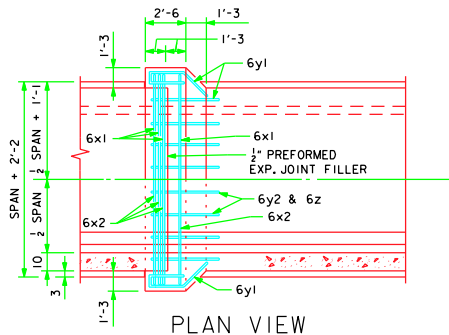 2'-6 1'-3
1'-3
1'-3
6y1
6x1
6x1
½" PREFORMED
EXP. JOINT FILLER
SPAN + 2'-2
½ SPAN + 1'-1
½ SPAN
10
3
6x2
6y2 & 6z
6x2
6y1
1'-3
PLAN VIEW